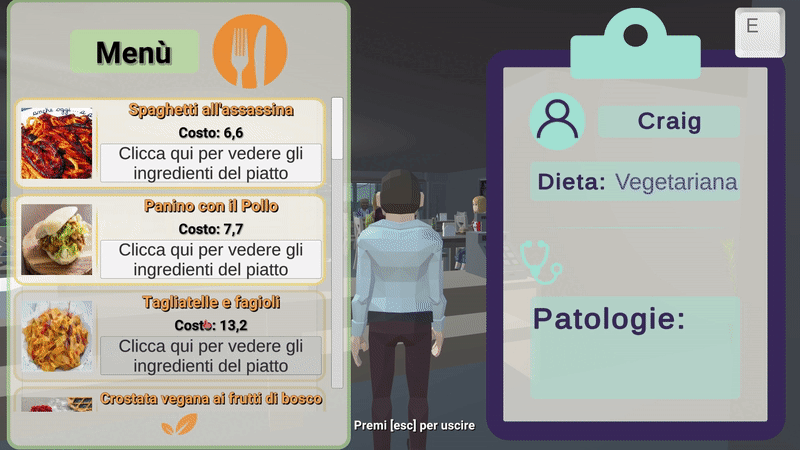 Menù
Spaghetti all'assassina
Costo: 6,6
Clicca qui per vedere gli
ingredienti del piatto
Panino con il Pollo
Costo: 7,7
Clicca qui per vedere gli
ingredienti del piatto
Tagliatelle e fagioli
Costo: 13,2
Clicca qui per vedere gli
ingredienti del piatto
Crostata vegana ai frutti di bosco
Premi [esc] per uscire
E
Craig
Dieta: Vegetariana
Patologie: